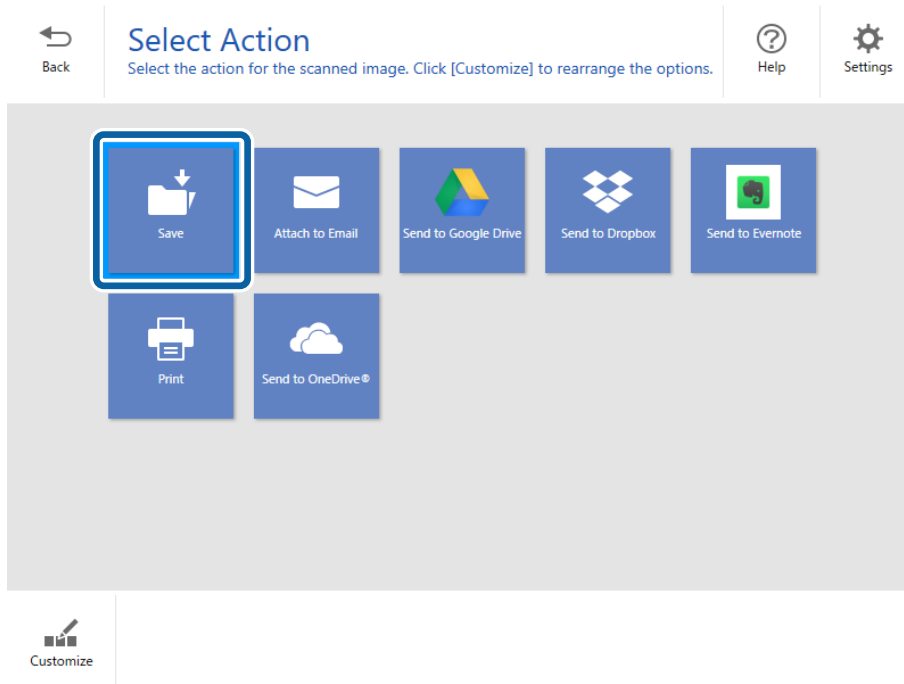 Back
Select Action
Select the action for the scanned image. Click [Customize] to rearrange the options.
Help
Settings
Save
Attach to Email
Send to Google Drive
Send to Dropbox
Send to Evernote
Print
Send to OneDrive®
Customize